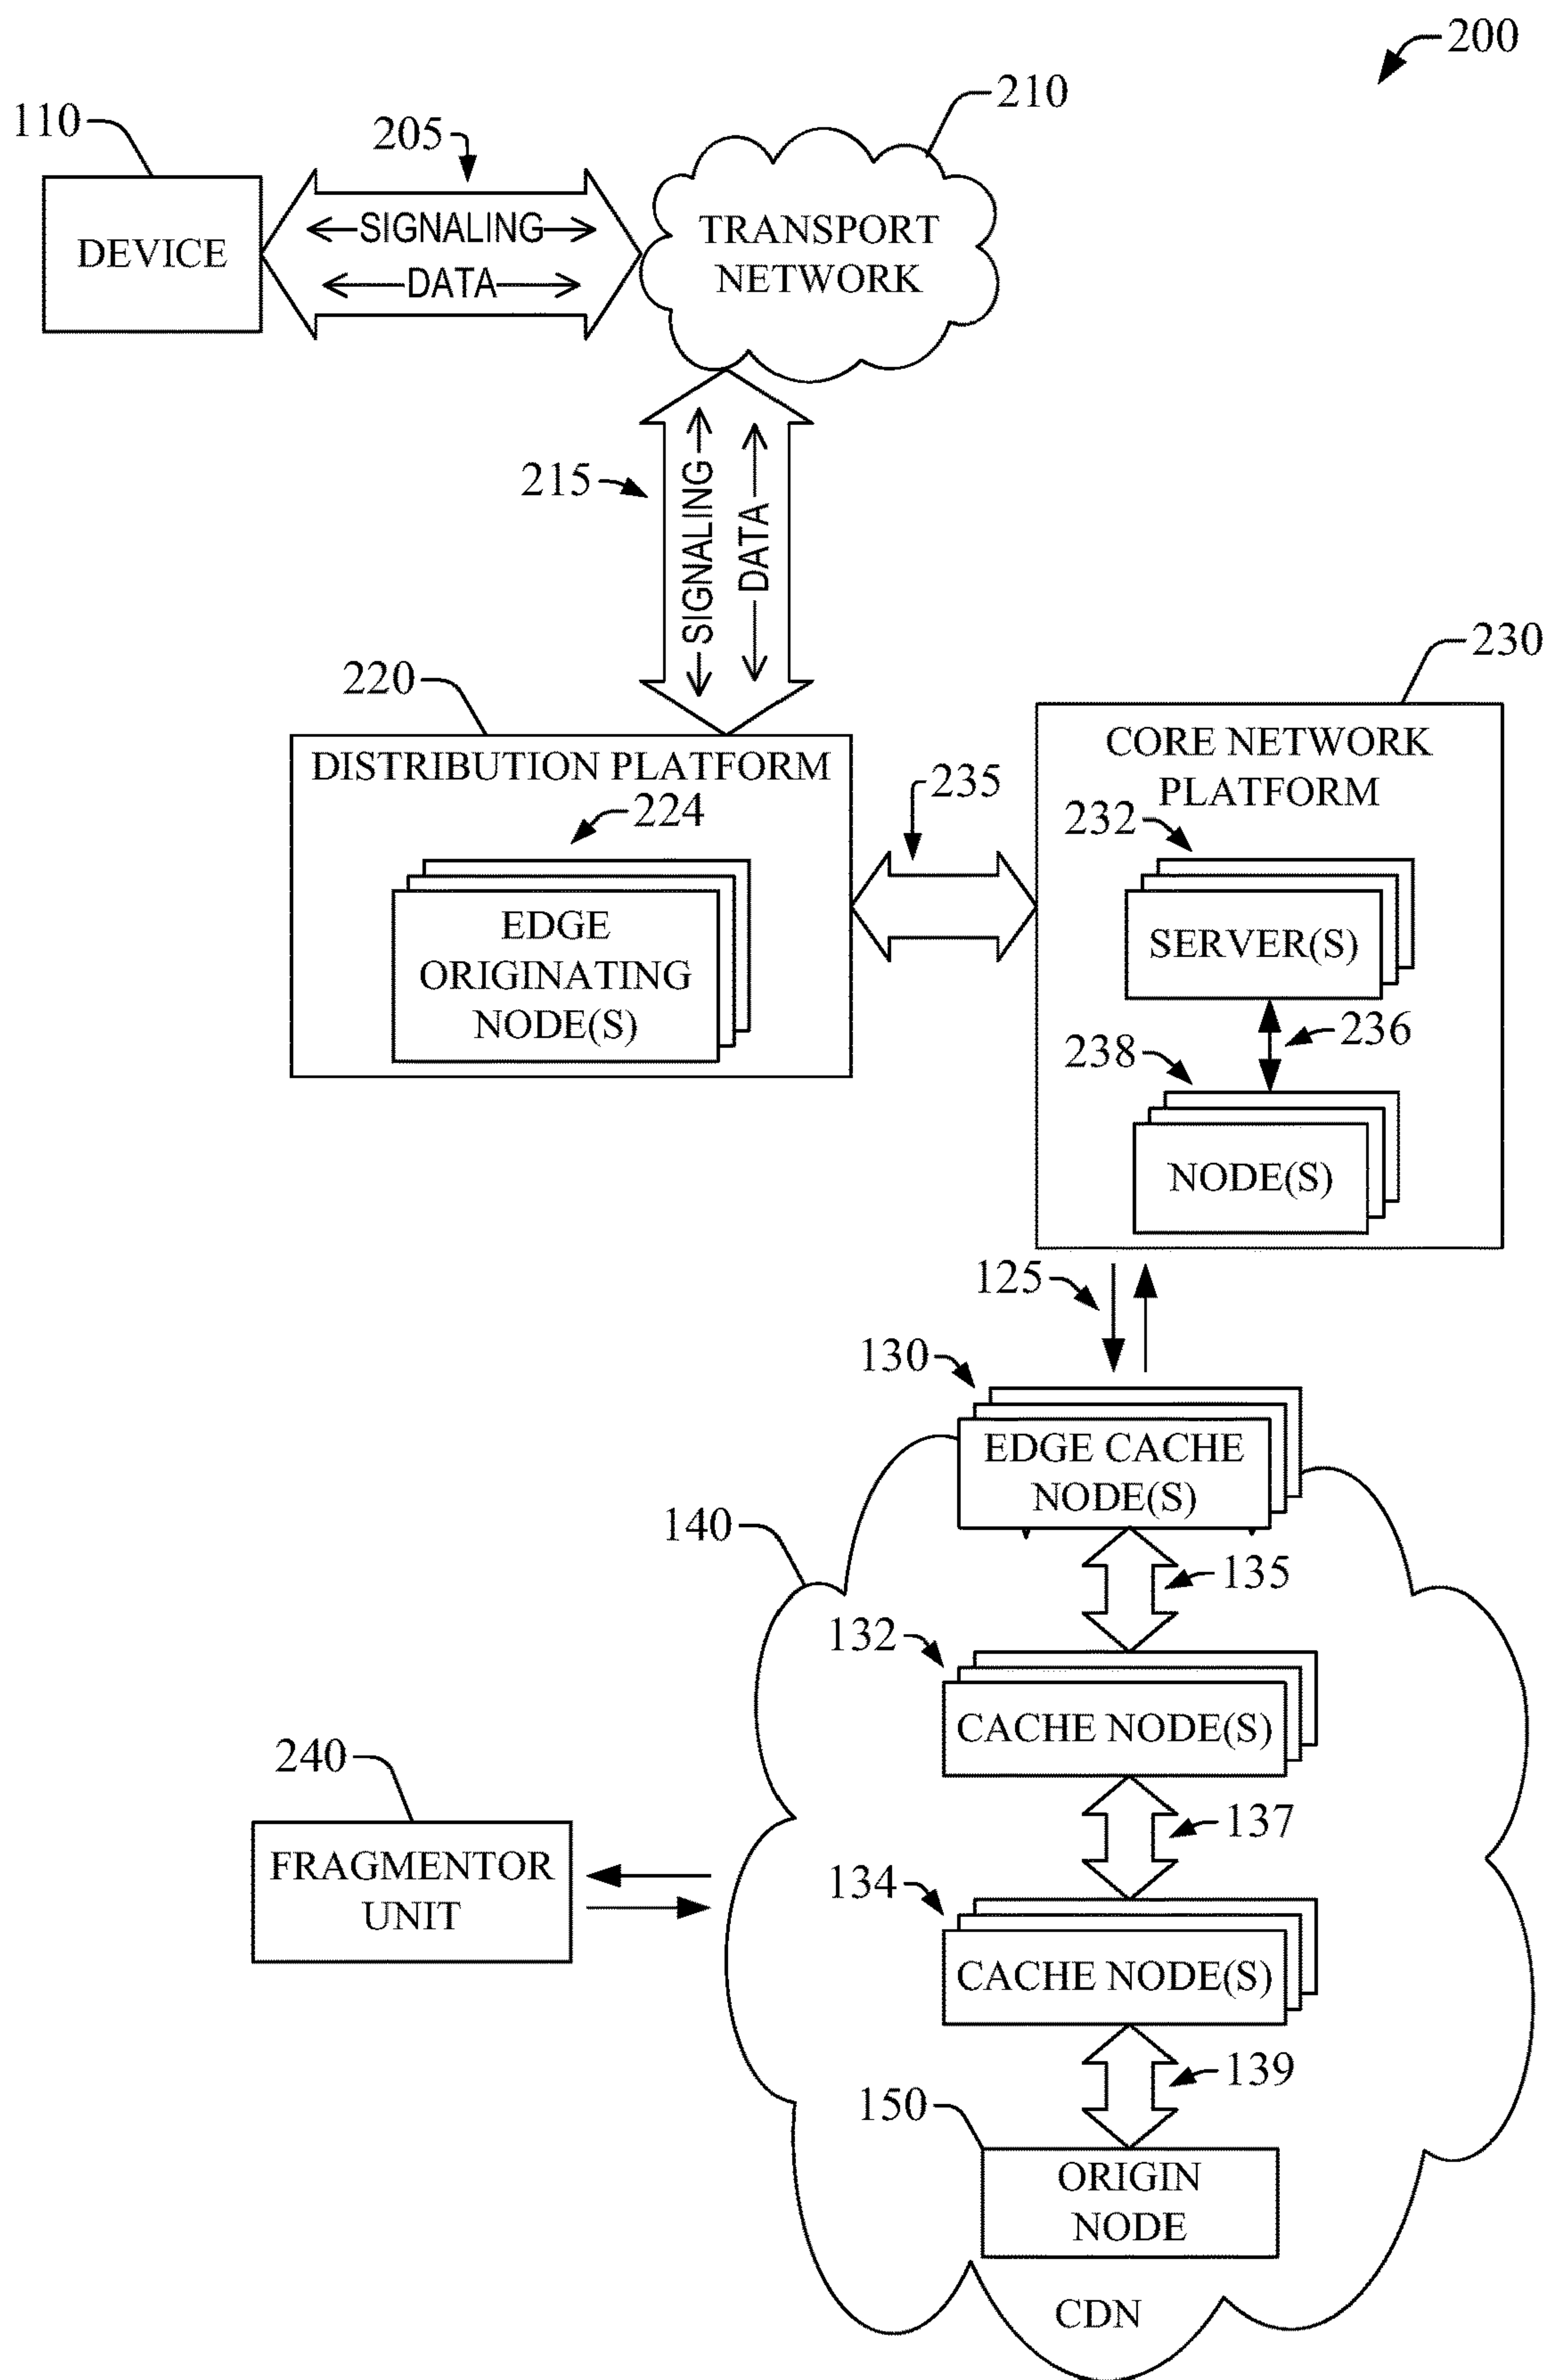 200
210
110
205
SIGNALING
DATA
DEVICE
TRANSPORT
NETWORK
215
SIGNALING
DATA
220
230
DISTRIBUTION PLATFORM
224
EDGE
ORIGINATING
NODE(S)
235
CORE NETWORK
PLATFORM
232
SERVER(S)
236
238
NODE(S)
125
130
EDGE CACHE
NODE(S)
140
135
132
CACHE NODE(S)
240
FRAGMENTOR
UNIT
137
134
CACHE NODE(S)
139
150
ORIGIN
NODE
CDN